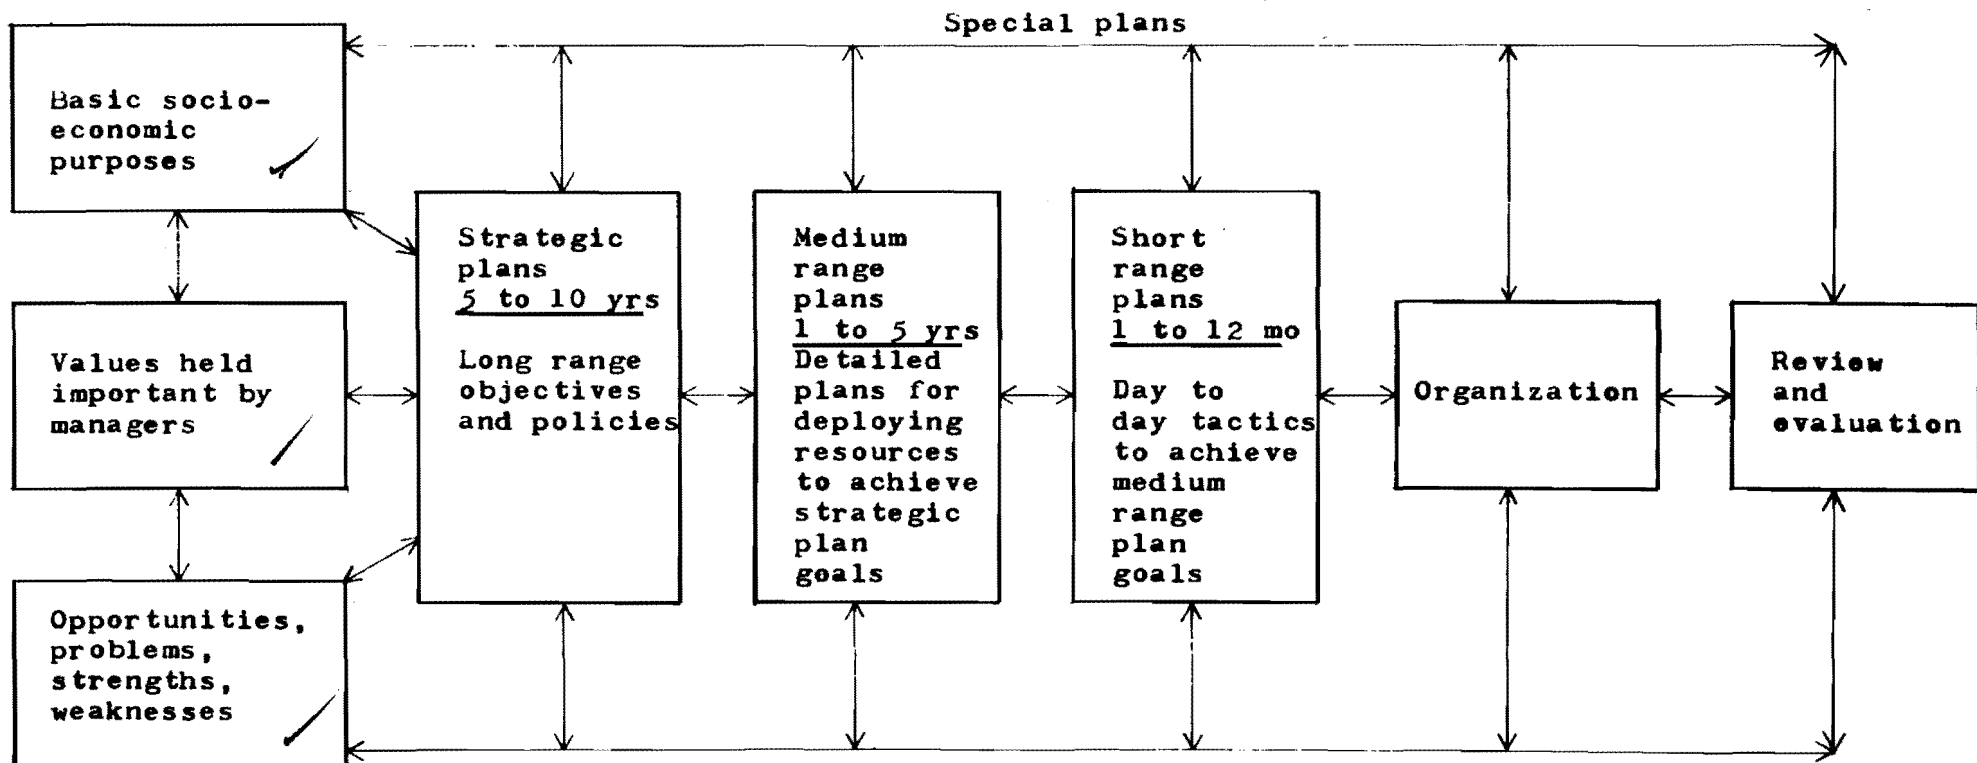 Special plans
Basic socio-
economic
purposes
Values held
important by
managers
Opportunities,
problems,
strengths,
weaknesses
Strategic
plans
5 to 10 yrs
Long range
objectives
and policies
Medium
range
plans
1 to 5 yrs
Detailed
plans for
deploying
resources
to achieve
strategic
plan
goals
Short
range
plans
1 to 12 mo
Day to
day tactics
to achieve
medium
range
plan
goals
Organization
Review
and
evaluation